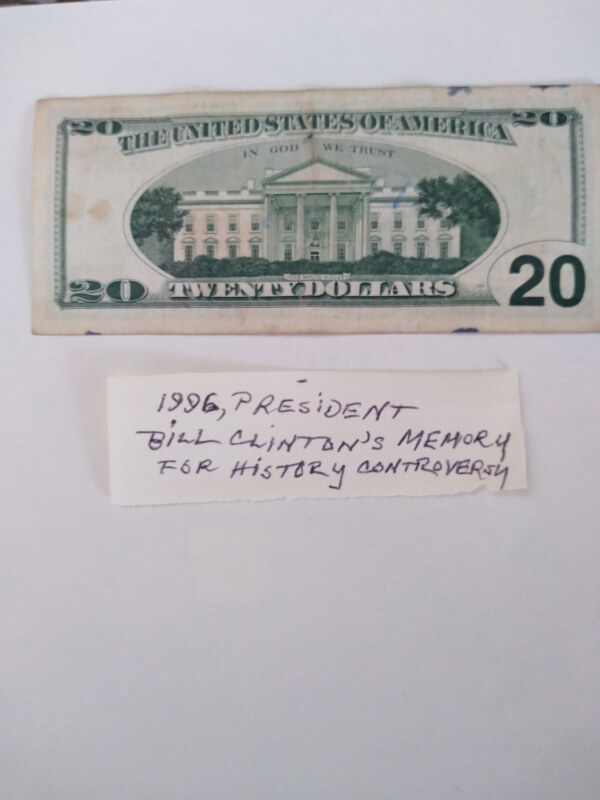 20 20
THE UNITED STATES OF AMERICA
IN GOD WE TRUST
20 TWENTY DOLLARS 20
1996, PRESIDENT
BILL CLINTON'S MEMORY
FOR HISTORY CONTROVERSY